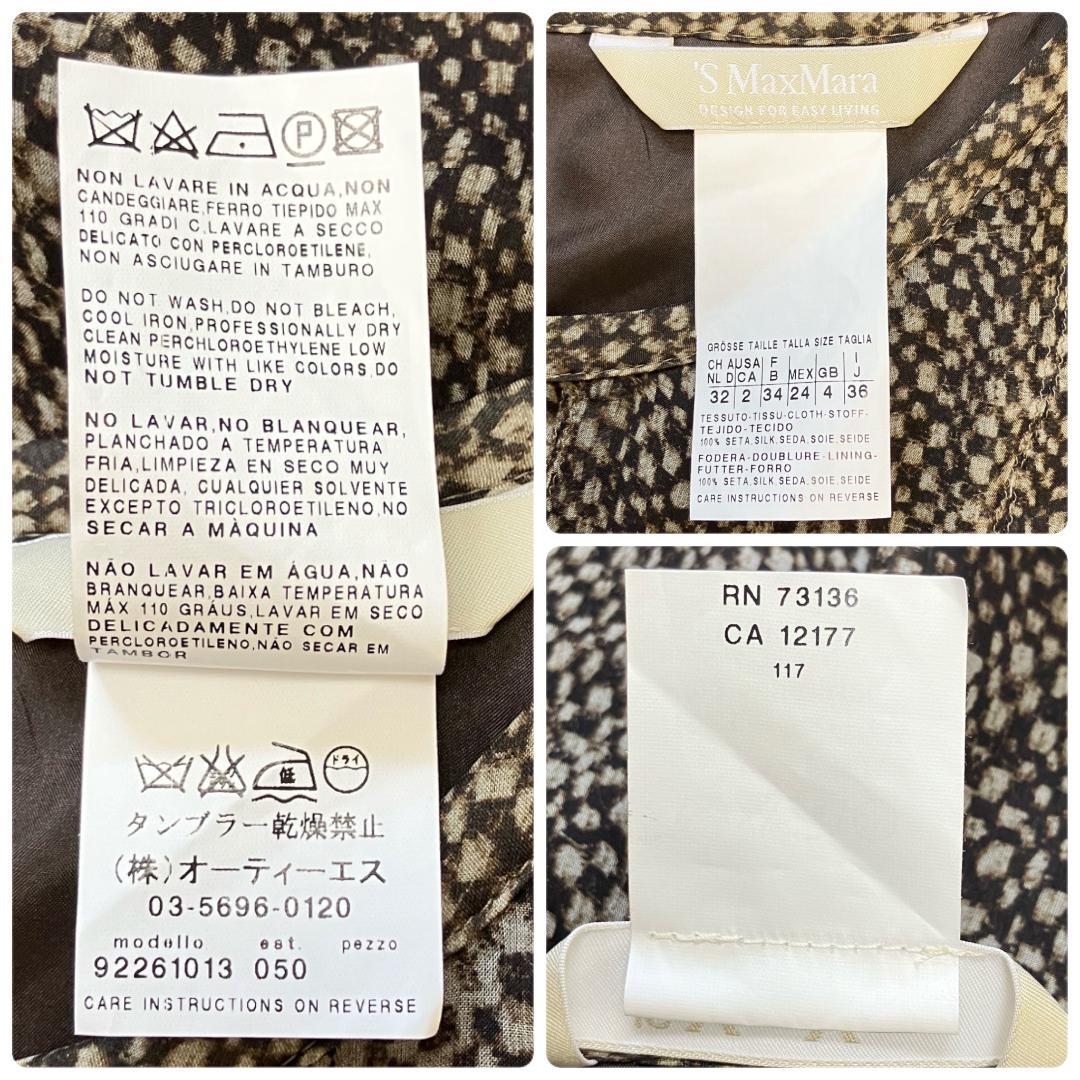 NON LAVARE IN ACQUA,NON
CANDEGGIARE,FERRO TIEPIDO MAX
110 GRADI C,LAVARE A SECCO
DELICATO CON PERCLOROETILENE,
NON ASCIUGARE IN TAMBURO
DO NOT WASH,DO NOT BLEACH,
COOL IRON,PROFESSIONALLY DRY
CLEAN PERCHLOROETHYLENE LOW
MOISTURE WITH LIKE COLORS,DO
NOT TUMBLE DRY
NO LAVAR,NO BLANQUEAR,
PLANCHADO A TEMPERATURA
FRIA,LIMPIEZA EN SECO MUY
DELICADA, CUALQUIER SOLVENTE
EXCEPTO TRICLOROETILENO,NO
SECAR A MÀQUINA
NÃO LAVAR EM ÁGUA,NÃO
BRANQUEAR,BAIXA TEMPERATURA
MÁX 110 GRÁUS,LAVAR EM SECO
DELICADAMENTE COM
PERCLOROETILENO,NÃO SECAR EM
TAMBOR
P
低 ドライ
タンブラー乾燥禁止
(株)オーティーエス
03-5696-0120
modello est. pezzo
92261013 050
CARE INSTRUCTIONS ON REVERSE
'S MaxMara
DESIGN FOR EASY LIVING
GRÖSSE TAILLE TALLA SIZE TAGLIA
CH A USA F I
NL D CA B MEX GB J
32 2 34 24 4 36
TESSUTO-TISSU-CLOTH-STOFF-
TEJIDO-TECIDO
100% SETA,SILK,SEDA,SOIE,SEIDE
FODERA-DOUBLURE-LINING-
FUTTER-FORRO
100% SETA,SILK,SEDA,SOIE,SEIDE
CARE INSTRUCTIONS ON REVERSE
RN 73136
CA 12177
117